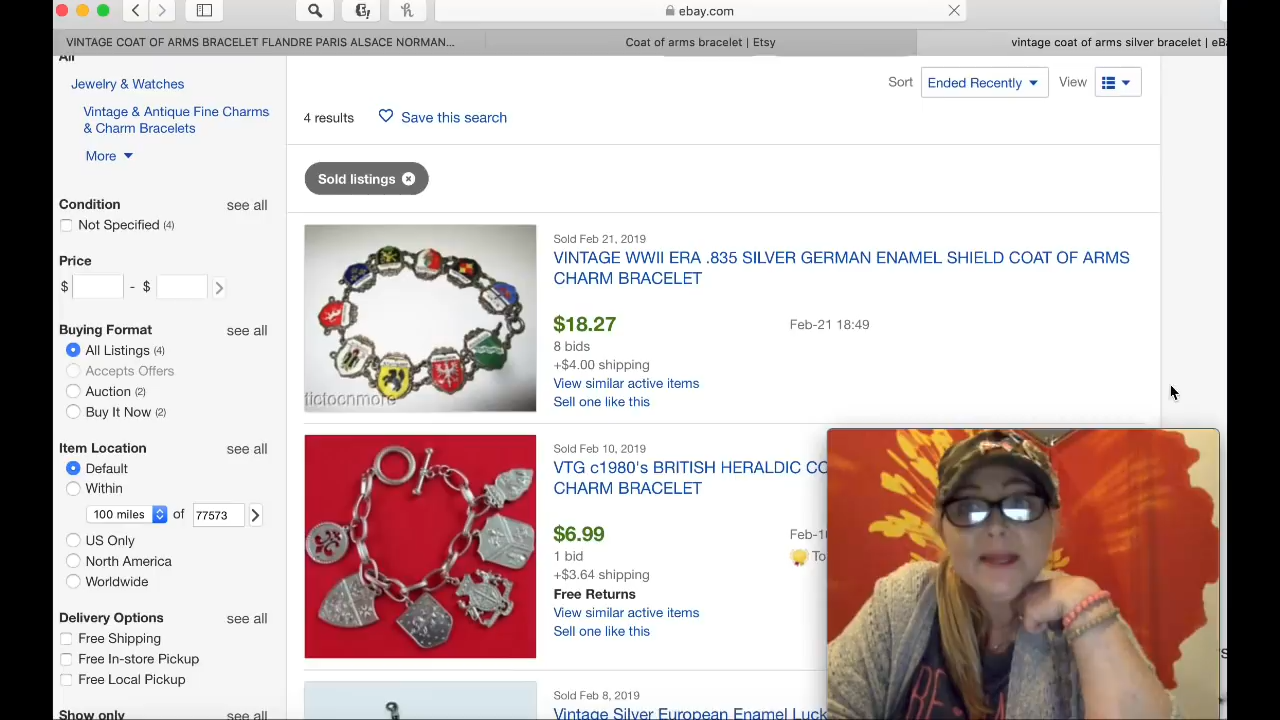 ebay.com
VINTAGE COAT OF ARMS BRACELET FLANDRE PARIS ALSACE NORMAN...
Coat of arms bracelet | Etsy
vintage coat of arms silver bracelet | eB
All
Jewelry & Watches
Vintage & Antique Fine Charms
& Charm Bracelets
More
Condition see all
Not Specified (4)
Price
$ - $
Buying Format see all
All Listings (4)
Accepts Offers
Auction (2)
Buy It Now (2)
Item Location see all
Default
Within
100 miles of 77573
US Only
North America
Worldwide
Delivery Options see all
Free Shipping
Free In-store Pickup
Free Local Pickup
Show only see all
Sort Ended Recently View
4 results Save this search
Sold listings
Sold Feb 21, 2019
VINTAGE WWII ERA .835 SILVER GERMAN ENAMEL SHIELD COAT OF ARMS
CHARM BRACELET
$18.27 Feb-21 18:49
8 bids
+$4.00 shipping
View similar active items
Sell one like this
tictocnmore
Sold Feb 10, 2019
VTG c1980's BRITISH HERALDIC CO
CHARM BRACELET
$6.99 Feb-1
1 bid To
+$3.64 shipping
Free Returns
View similar active items
Sell one like this
Sold Feb 8, 2019
Vintage Silver European Enamel Luck